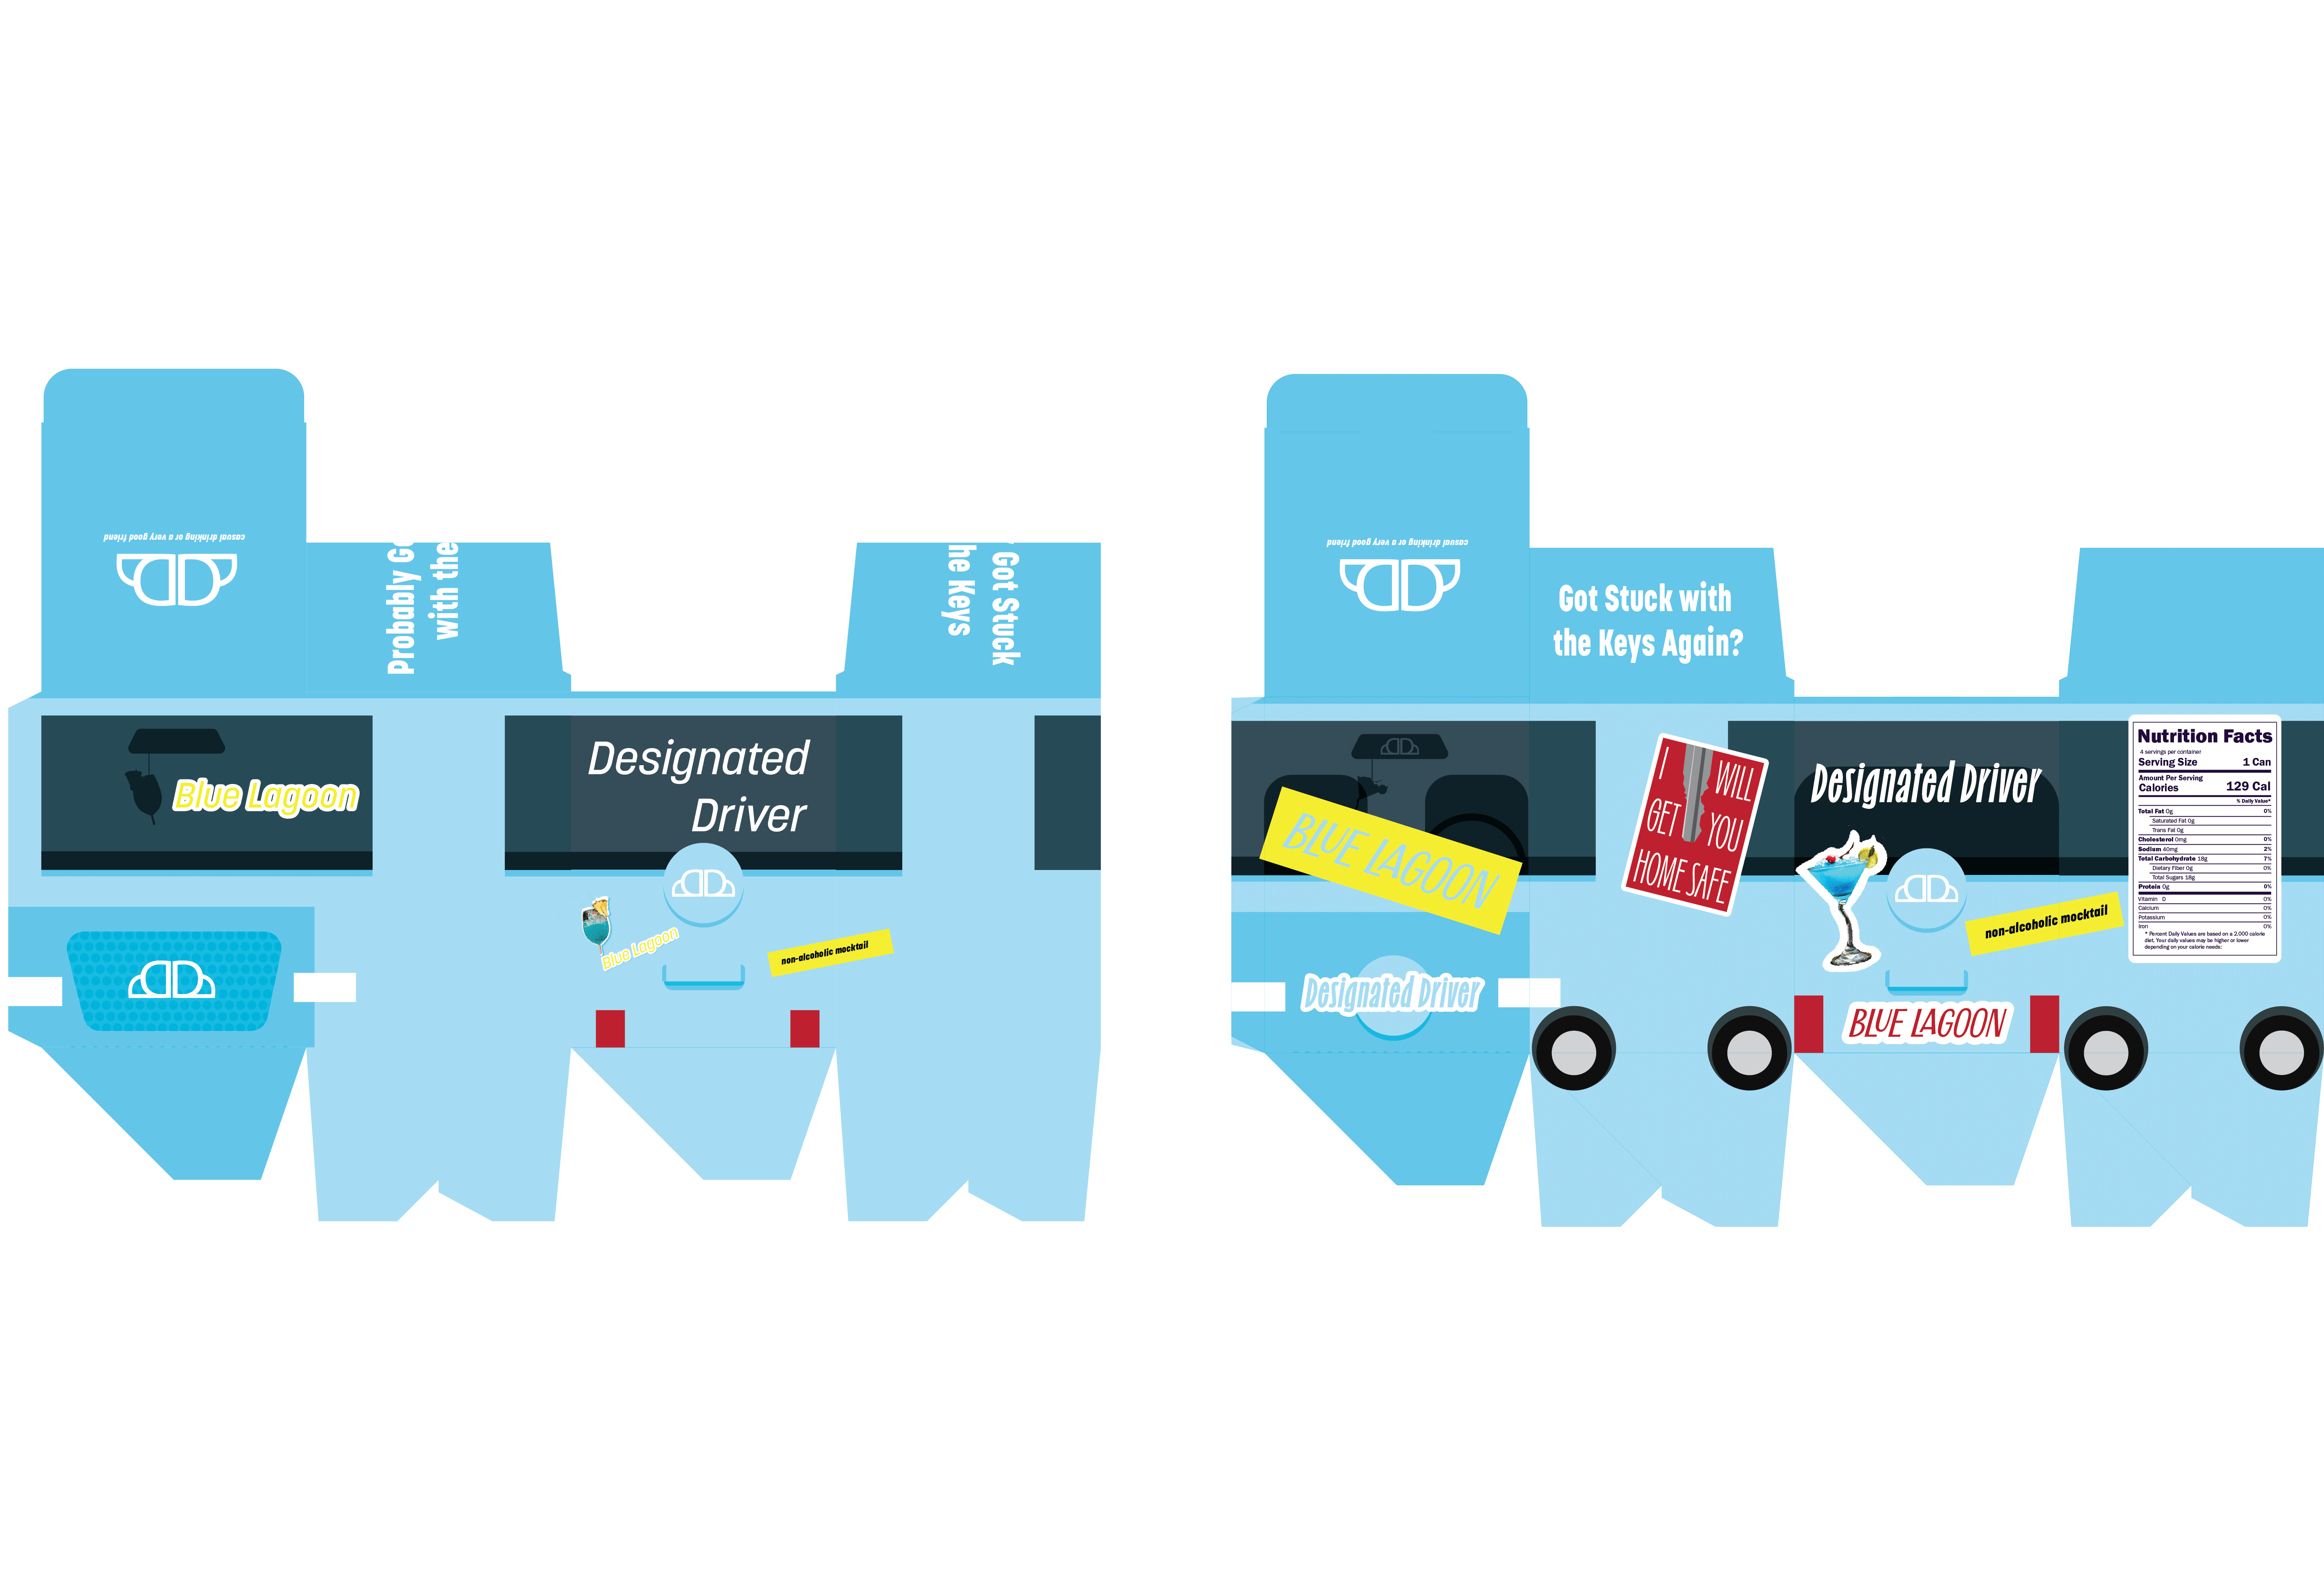 casual drinking or a very good friend
DD
Probably G
with the
Got Stuck
he Keys
Blue Lagoon
Designated
Driver
DD
Blue Lagoon
non-alcoholic mocktail
DD
casual drinking or a very good friend
DD
Got Stuck with
the Keys Again?
DD
BLUE LAGOON
Designated Driver
I WILL
GET YOU
HOME SAFE
Designated Driver
DD
non-alcoholic mocktail
BLUE LAGOON
Nutrition Facts
4 servings per container
Serving Size 1 Can
Amount Per Serving
Calories 129 Cal
% Daily Value*
Total Fat 0g 0%
Saturated Fat 0g
Trans Fat 0g
Cholesterol 0mg 0%
Sodium 40mg 2%
Total Carbohydrate 18g 7%
Dietary Fiber 0g 0%
Total Sugars 18g
Protein 0g 0%
Vitamin D 0%
Calcium 0%
Potassium 0%
Iron 0%
* Percent Daily Values are based on a 2,000 calorie
diet. Your daily values may be higher or lower
depending on your calorie needs: